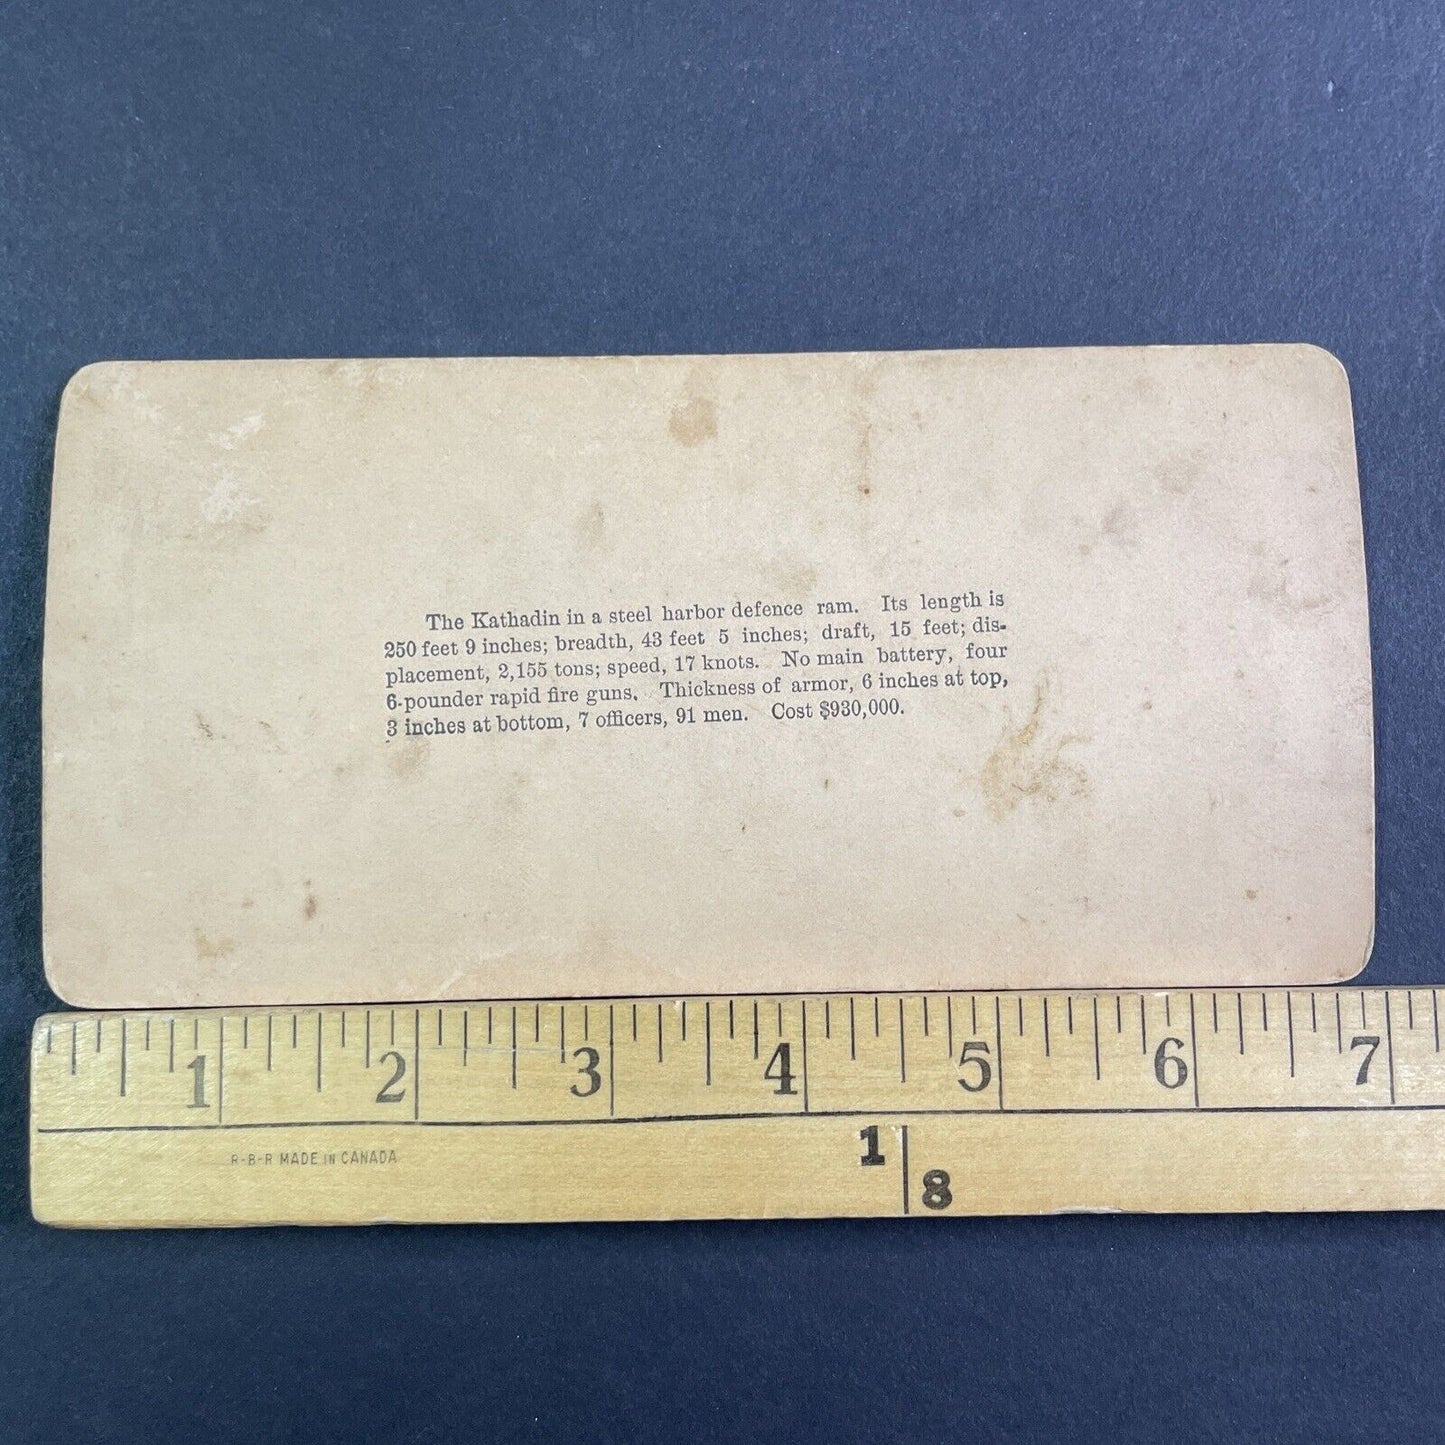 The Kathadin in a steel harbor defence ram. Its length is
250 feet 9 inches; breadth, 43 feet 5 inches; draft, 15 feet; dis-
placement, 2,155 tons; speed, 17 knots. No main battery, four
6-pounder rapid fire guns. Thickness of armor, 6 inches at top,
3 inches at bottom, 7 officers, 91 men. Cost $930,000.
1 2 3 4 5 6 7
R-B-R MADE IN CANADA
1
8